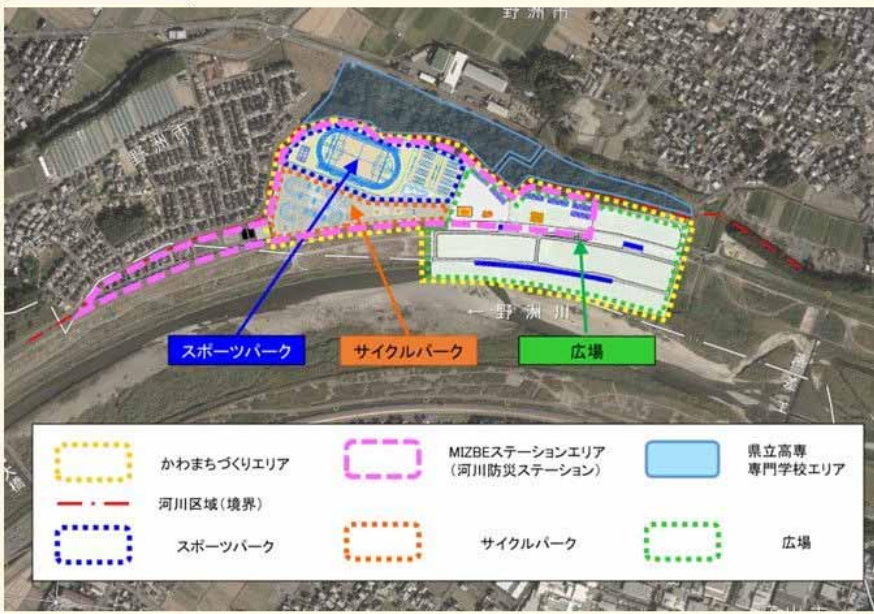 野洲市
野洲市
←野洲川
スポーツパーク
サイクルパーク
広場
かわまちづくりエリア
MIZBEステーションエリア
(河川防災ステーション)
県立高専
専門学校エリア
河川区域(境界)
スポーツパーク
サイクルパーク
広場